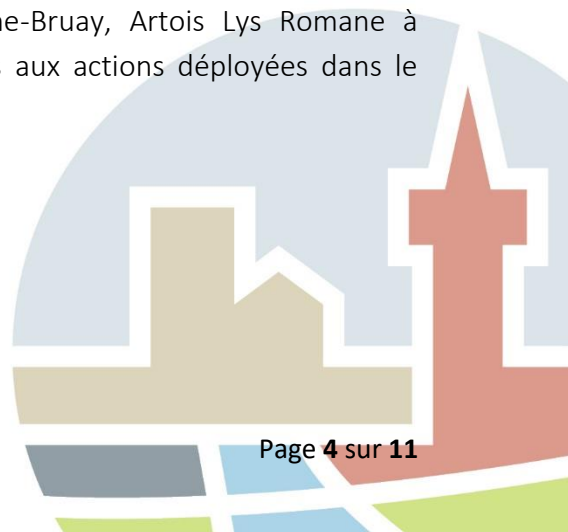 ne-Bruay, Artois Lys Romane à
aux actions déployées dans le
Page 4 sur 11